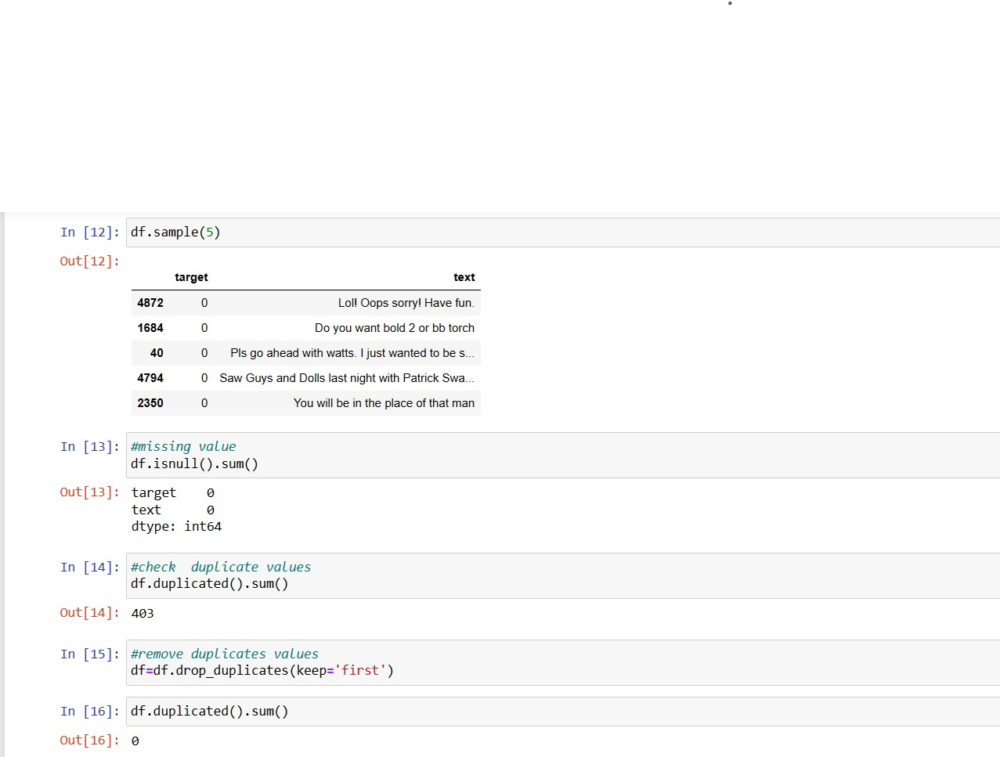 In [12]: df.sample(5)
Out[12]:
target text
4872 0 Lol! Oops sorry! Have fun.
1684 0 Do you want bold 2 or bb torch
40 0 Pls go ahead with watts. I just wanted to be s...
4794 0 Saw Guys and Dolls last night with Patrick Swa...
2350 0 You will be in the place of that man
In [13]: #missing value
df.isnull().sum()
Out[13]: target 0
text 0
dtype: int64
In [14]: #check  duplicate values
df.duplicated().sum()
Out[14]: 403
In [15]: #remove duplicates values
df=df.drop_duplicates(keep='first')
In [16]: df.duplicated().sum()
Out[16]: 0